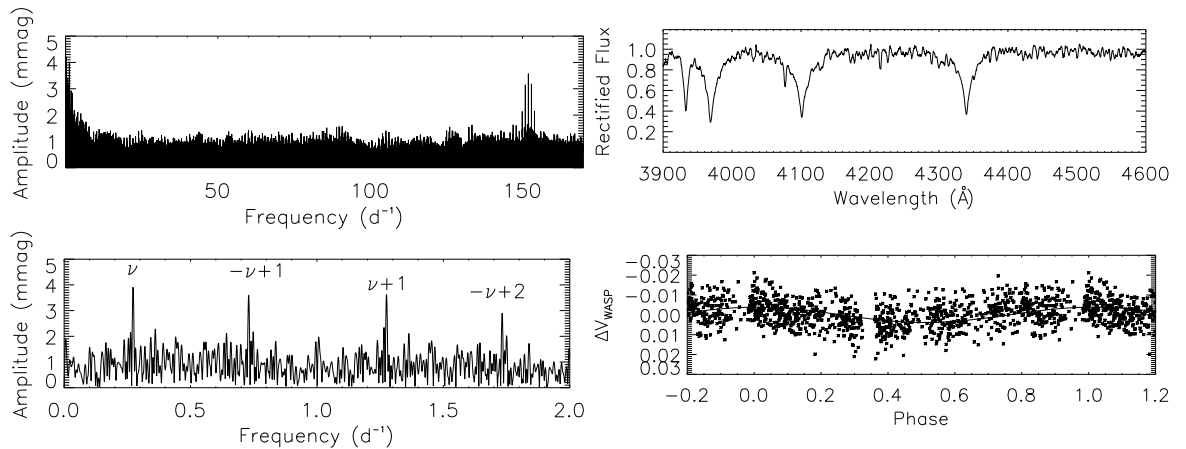 5
4
3
2
1
0
Amplitude (mmag)
50 100 150
Frequency (d⁻¹)
1.0
0.8
0.6
0.4
0.2
Rectified Flux
3900 4000 4100 4200 4300 4400 4500 4600
Wavelength (Å)
5
4
3
2
1
0
Amplitude (mmag)
ν -ν+1 ν+1 -ν+2
0.0 0.5 1.0 1.5 2.0
Frequency (d⁻¹)
-0.03
-0.02
-0.01
0.00
0.01
0.02
0.03
ΔV_WASP
-0.2 0.0 0.2 0.4 0.6 0.8 1.0 1.2
Phase